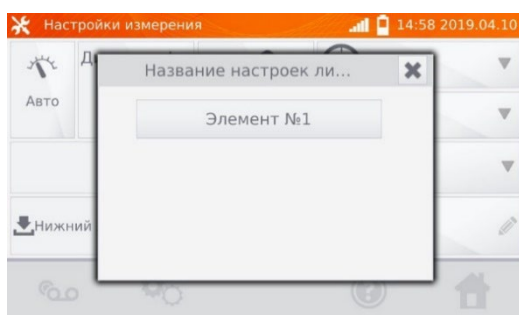 Настройки измерения 14:58 2019.04.10
Название настроек ли...
Авто
Элемент №1
Нижний